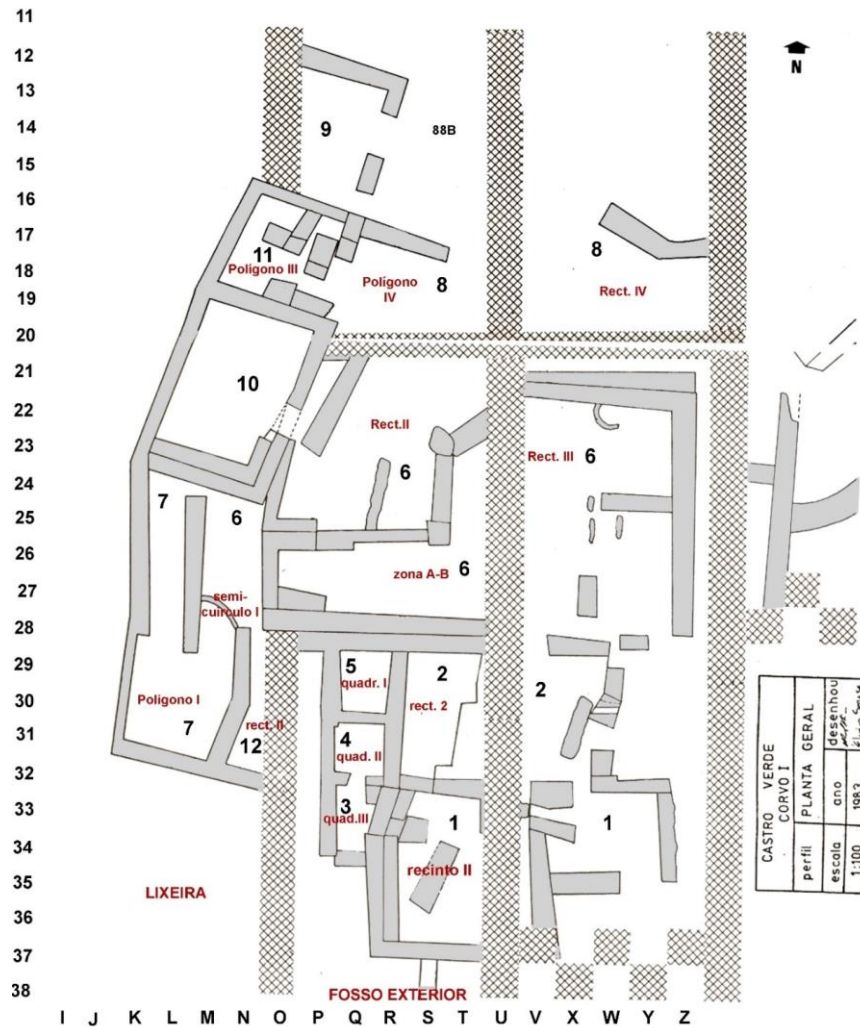 11
12
13
14
15
16
17
18
19
20
21
22
23
24
25
26
27
28
29
30
31
32
33
34
35
36
37
38
N
9
88B
11
Poligono III
Polígono
IV
8
8
Rect. IV
10
Rect.II
6
Rect. III
6
7
6
zona A-B
6
semi-
cuírculo I
5
quadr. I
2
rect. 2
2
Poligono I
7
rect. II
12
4
quad. II
3
quad.III
1
1
recinto II
LIXEIRA
FOSSO EXTERIOR
I J K L M N O P Q R S T U V X W Y Z
CASTRO VERDE
CORVO I
perfil PLANTA GERAL
escala ano desenhou
1:100 1983